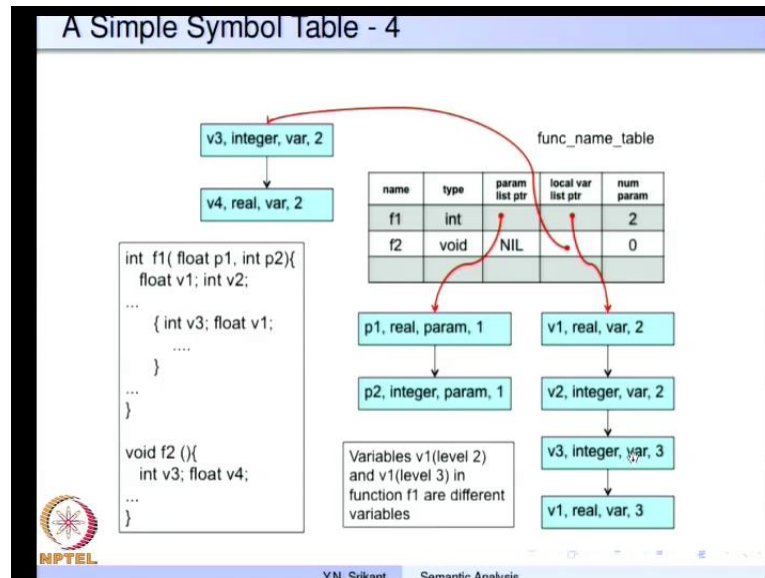 A Simple Symbol Table - 4
v3, integer, var, 2
v4, real, var, 2
func_name_table
name type param list ptr local var list ptr num param
f1 int 2
f2 void NIL 0
int f1( float p1, int p2){
float v1; int v2;
...
{ int v3; float v1;
....
}
...
}
void f2 (){
int v3; float v4;
...
}
p1, real, param, 1
p2, integer, param, 1
Variables v1(level 2)
and v1(level 3) in
function f1 are different
variables
v1, real, var, 2
v2, integer, var, 2
v3, integer, var, 3
v1, real, var, 3
NPTEL
Y.N. Srikant Semantic Analysis